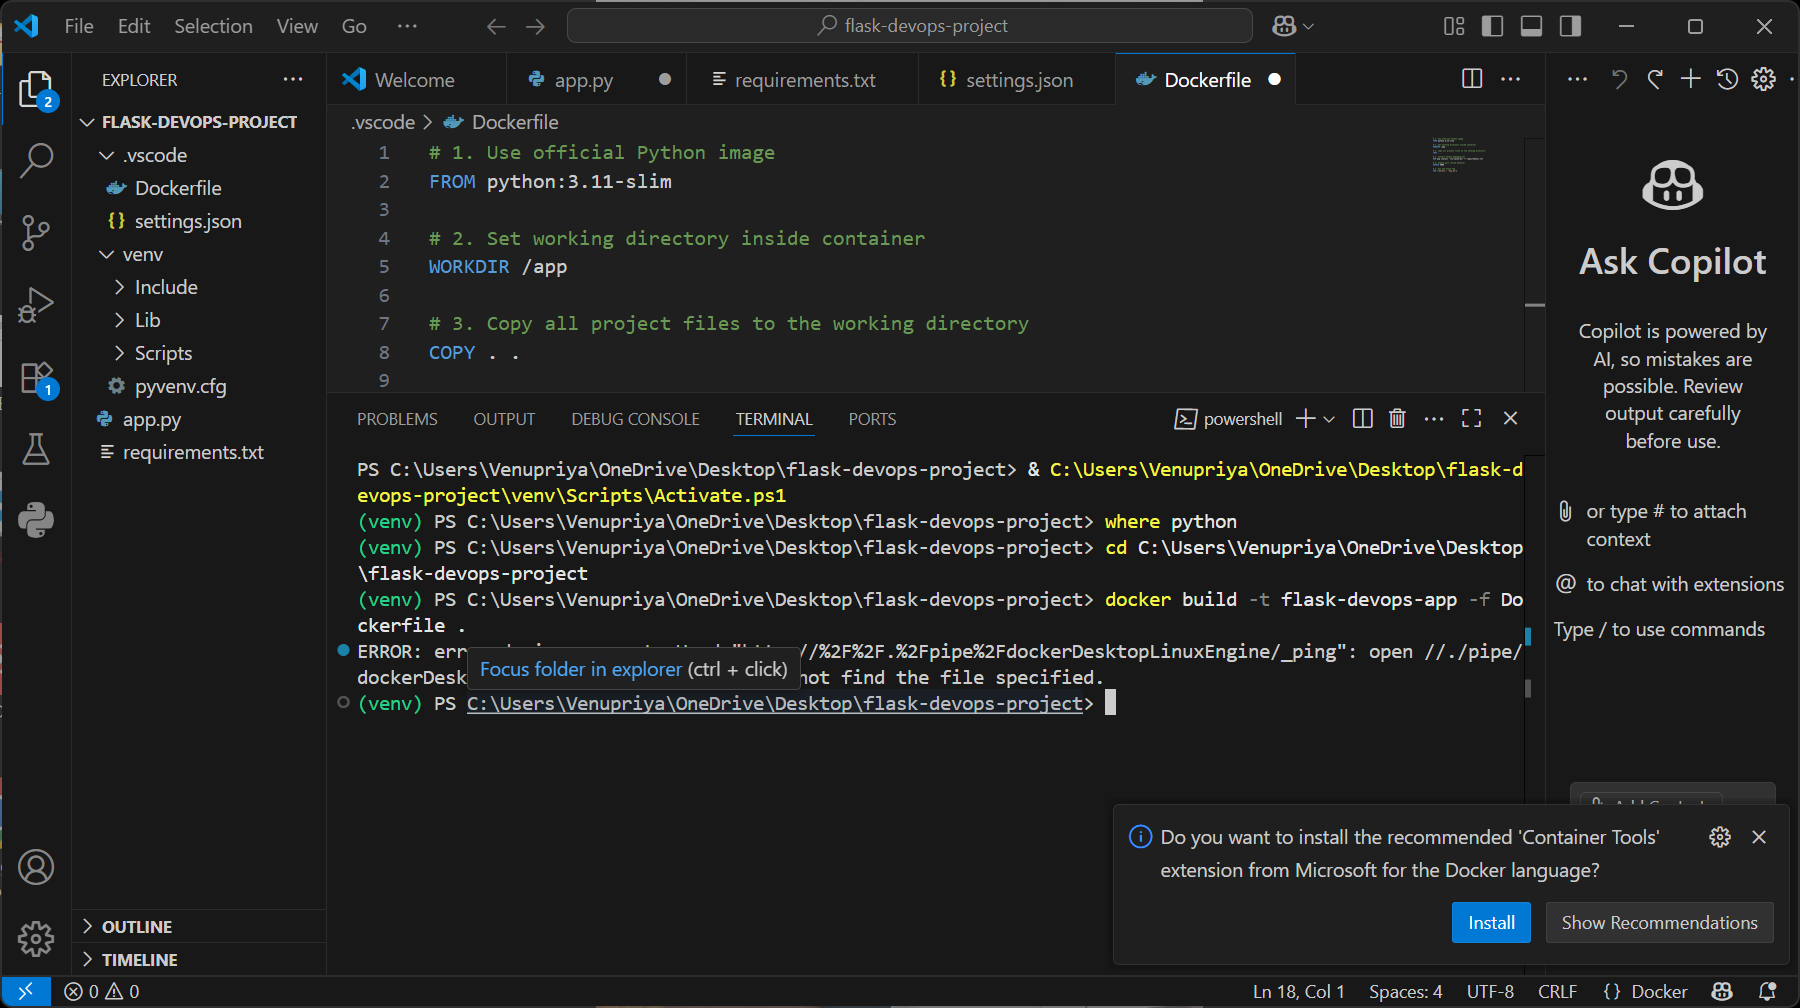 File Edit Selection View Go ···
flask-devops-project
EXPLORER
Welcome
app.py
requirements.txt
settings.json
Dockerfile
FLASK-DEVOPS-PROJECT
.vscode
Dockerfile
settings.json
venv
Include
Lib
Scripts
pyvenv.cfg
app.py
requirements.txt
OUTLINE
TIMELINE
2
1
.vscode > Dockerfile
1 # 1. Use official Python image
2 FROM python:3.11-slim
3
4 # 2. Set working directory inside container
5 WORKDIR /app
6
7 # 3. Copy all project files to the working directory
8 COPY . .
9
PROBLEMS OUTPUT DEBUG CONSOLE TERMINAL PORTS
powershell
PS C:\Users\Venupriya\OneDrive\Desktop\flask-devops-project> & C:\Users\Venupriya\OneDrive\Desktop\flask-d
evops-project\venv\Scripts\Activate.ps1
(venv) PS C:\Users\Venupriya\OneDrive\Desktop\flask-devops-project> where python
(venv) PS C:\Users\Venupriya\OneDrive\Desktop\flask-devops-project> cd C:\Users\Venupriya\OneDrive\Desktop
\flask-devops-project
(venv) PS C:\Users\Venupriya\OneDrive\Desktop\flask-devops-project> docker build -t flask-devops-app -f Do
ckerfile .
ERROR: //%2F%2F.%2Fpipe%2FdockerDesktopLinuxEngine/_ping": open //./pipe/
Focus folder in explorer (ctrl + click)
dockerDesk not find the file specified.
(venv) PS C:\Users\Venupriya\OneDrive\Desktop\flask-devops-project>
Ask Copilot
Copilot is powered by
AI, so mistakes are
possible. Review
output carefully
before use.
or type # to attach
context
@ to chat with extensions
Type / to use commands
Do you want to install the recommended 'Container Tools'
extension from Microsoft for the Docker language?
Install
Show Recommendations
0 0
Ln 18, Col 1
Spaces: 4
UTF-8
CRLF
{ } Docker